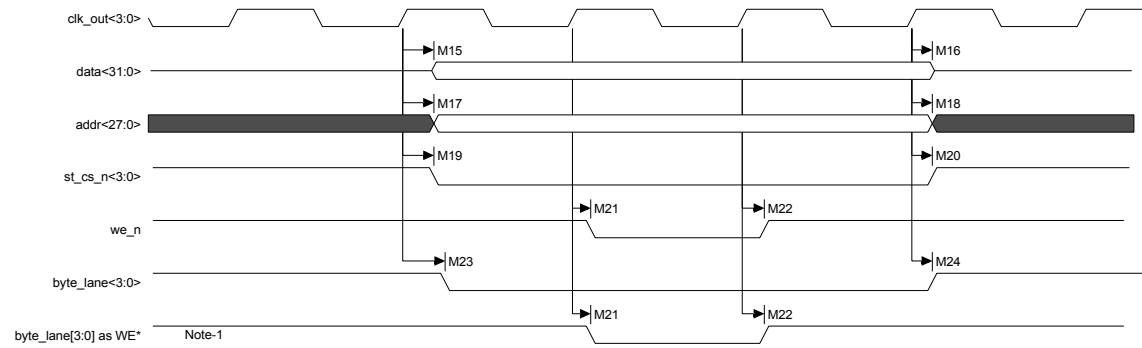 clk_out<3:0>
M15 M16
data<31:0>
M17 M18
addr<27:0>
M19 M20
st_cs_n<3:0>
M21 M22
we_n
M23 M24
byte_lane<3:0>
M21 M22
byte_lane[3:0] as WE* Note-1